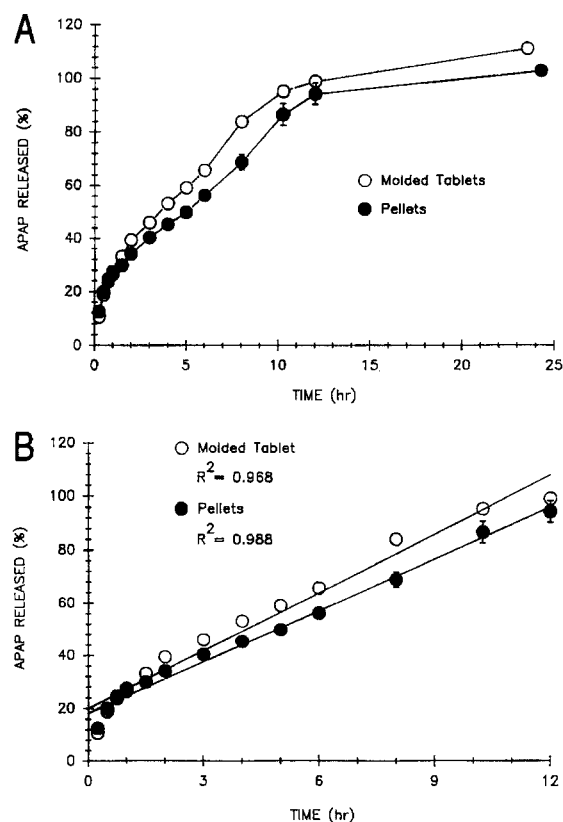 A
120
100
80
60
40
20
0
APAP RELEASED (%)
Molded Tablets
Pellets
0 5 10 15 20 25
TIME (hr)
B
120
100
80
60
40
20
0
APAP RELEASED (%)
Molded Tablet
R²= 0.968
Pellets
R²= 0.988
0 3 6 9 12
TIME (hr)